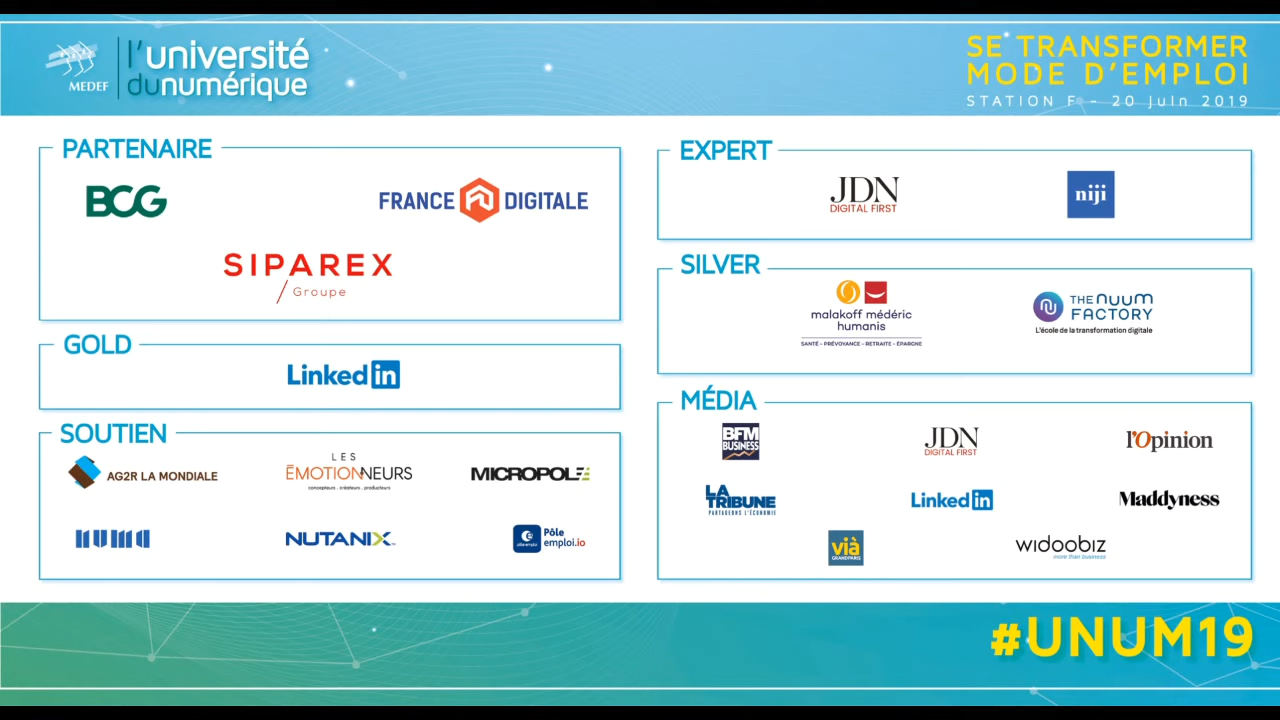 MEDEF
l'université
du numérique
SE TRANSFORMER
MODE D'EMPLOI
STATION F - 20 juin 2019
PARTENAIRE
BCG
FRANCE DIGITALE
SIPAREX
Groupe
GOLD
LinkedIn
SOUTIEN
AG2R LA MONDIALE
LES
ÉMOTIONNEURS
concepteurs . créateurs . producteurs
MICROPOLE
numa
NUTANIX
pôle emploi
Pôle
emploi.io
EXPERT
JDN
DIGITAL FIRST
niji
SILVER
malakoff médéric
humanis
SANTÉ - PRÉVOYANCE - RETRAITE - ÉPARGNE
THE nuum
FACTORY
L'école de la transformation digitale
MÉDIA
BFM
BUSINESS
JDN
DIGITAL FIRST
l'Opinion
LA
TRIBUNE
PARTAGEONS L'ÉCONOMIE
LinkedIn
Maddyness
vià
GRANDPARIS
widoobiz
more than business
#UNUM19